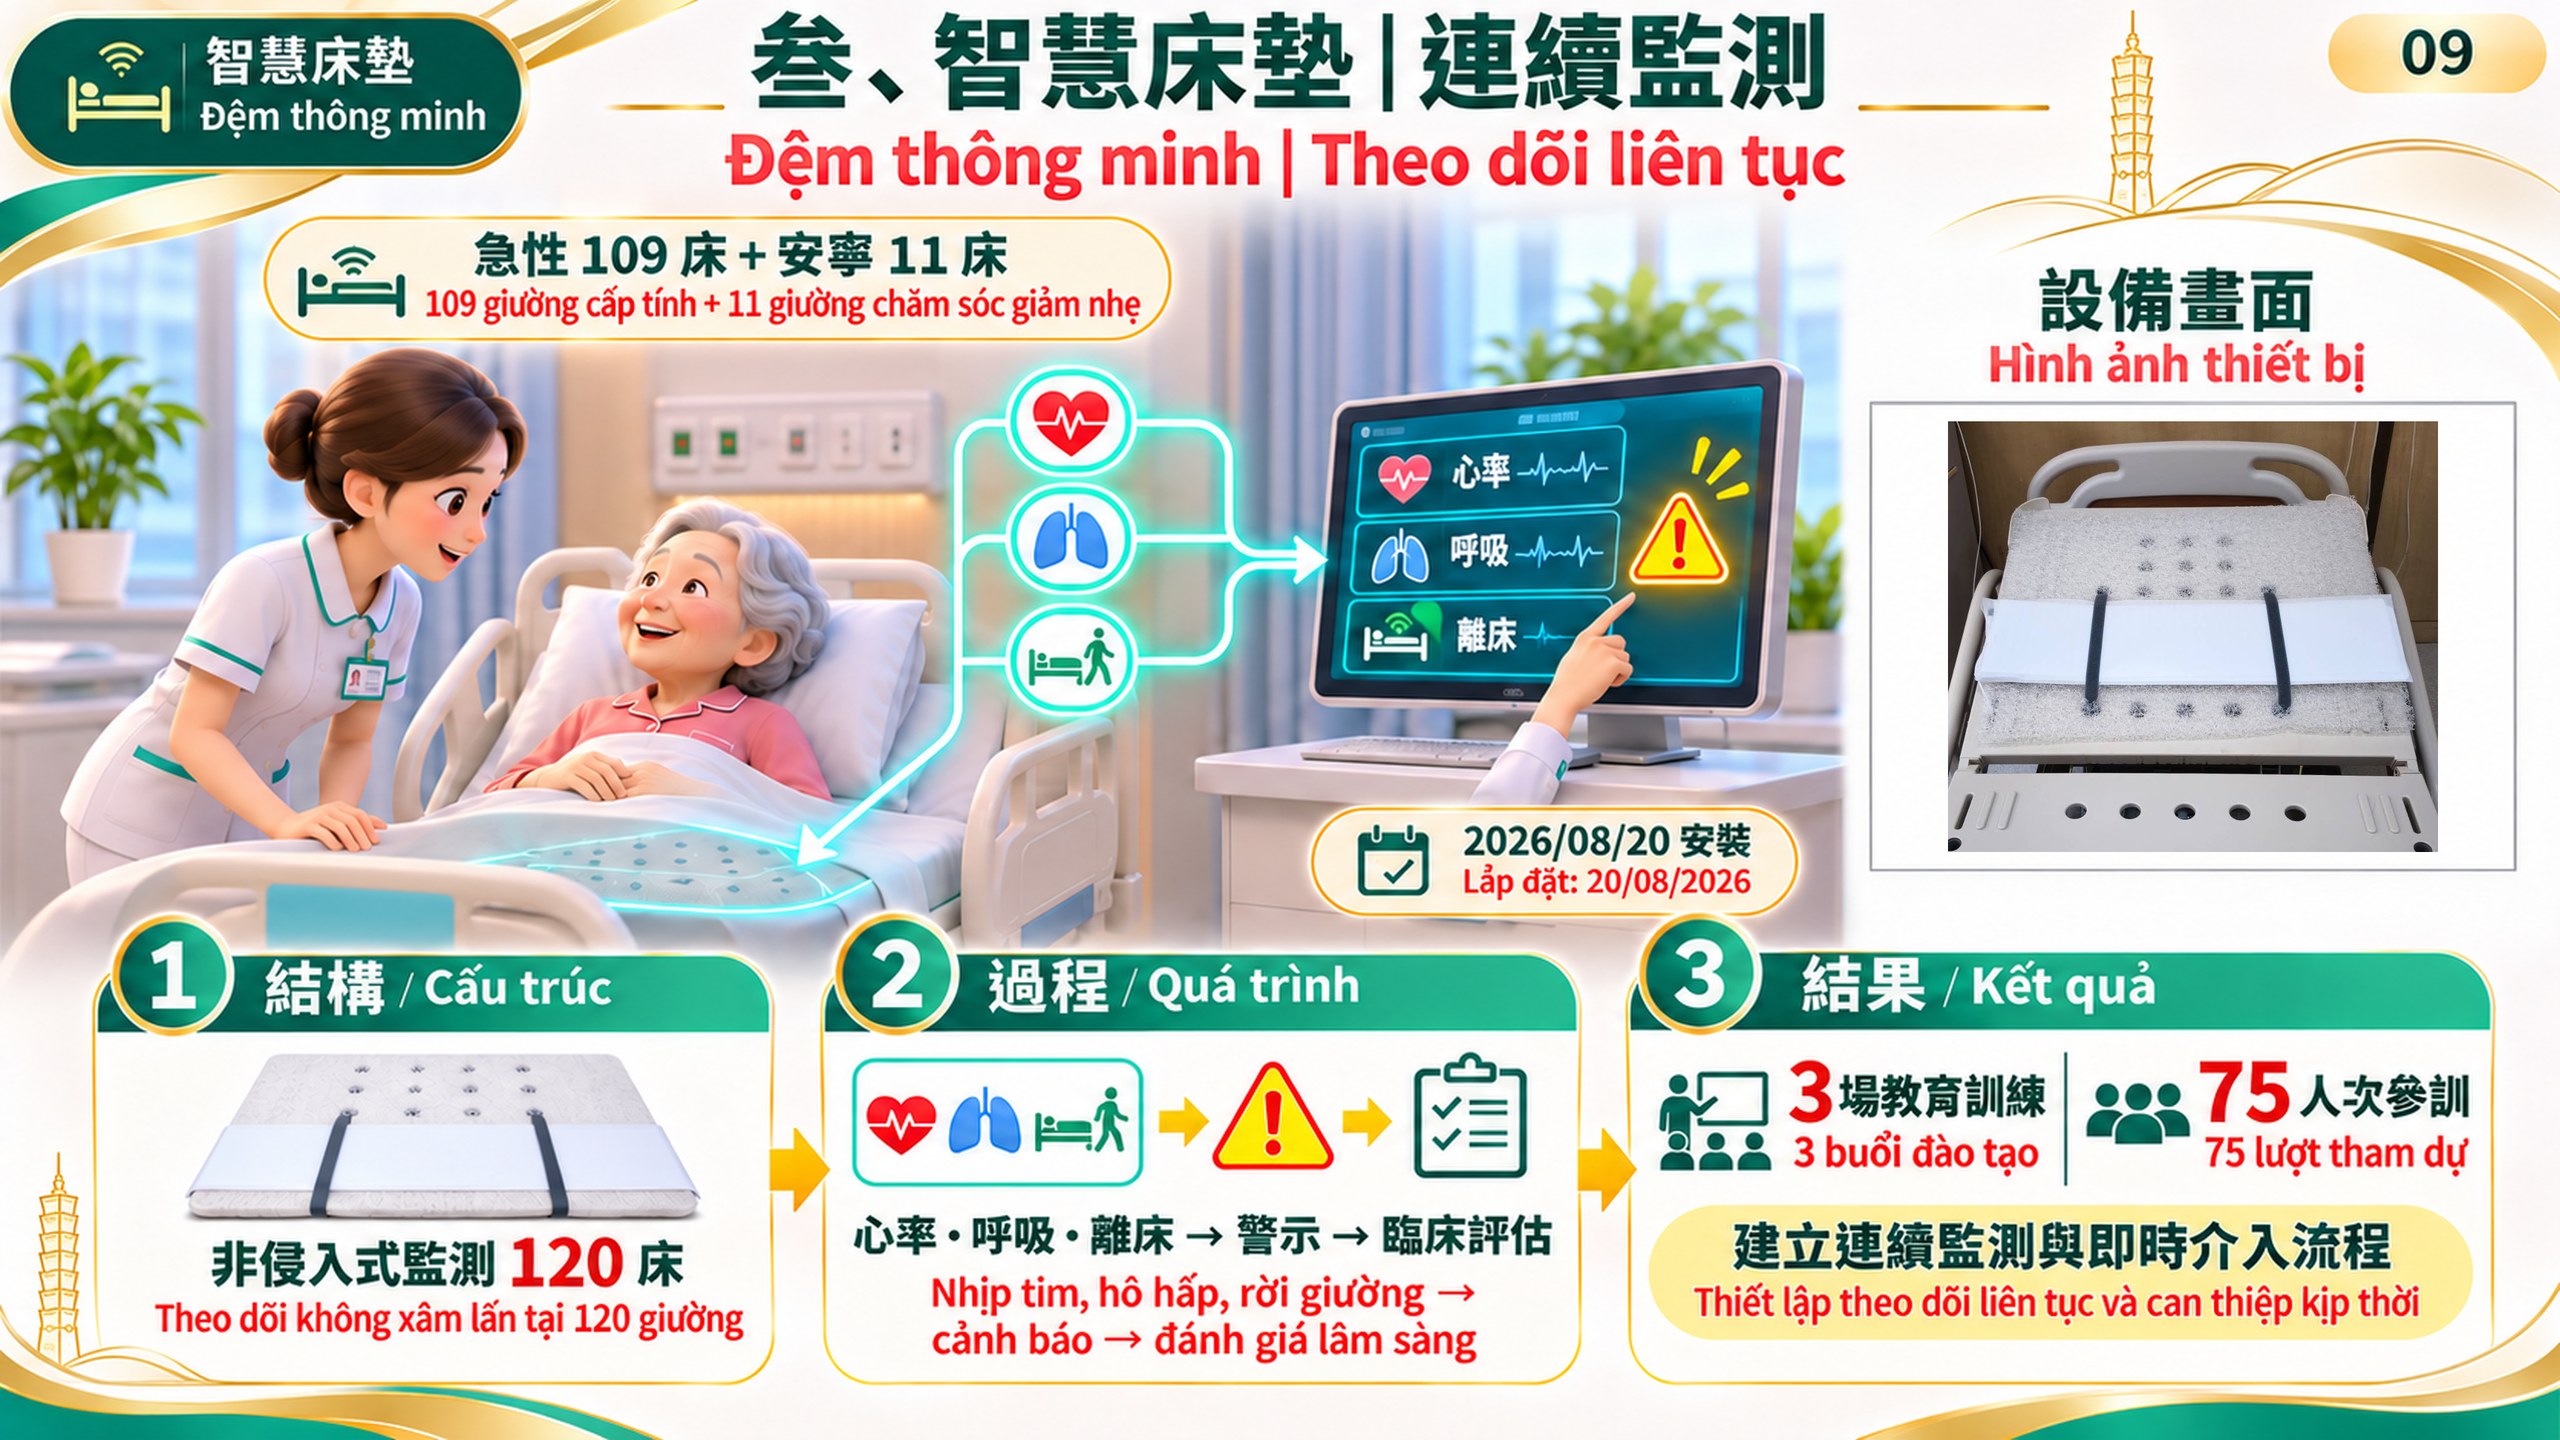 智慧床墊
Đệm thông minh
叁、智慧床墊|連續監測
Đệm thông minh | Theo dõi liên tục
09
急性 109 床 + 安寧 11 床
109 giường cấp tính + 11 giường chăm sóc giảm nhẹ
設備畫面
Hình ảnh thiết bị
心率
呼吸
離床
2026/08/20 安裝
Lắp đặt: 20/08/2026
1
結構 / Cấu trúc
非侵入式監測 120 床
Theo dõi không xâm lấn tại 120 giường
2
過程 / Quá trình
心率 · 呼吸 · 離床 → 警示 → 臨床評估
Nhịp tim, hô hấp, rời giường →
cảnh báo → đánh giá lâm sàng
3
結果 / Kết quả
3 場教育訓練
3 buổi đào tạo
75 人次參訓
75 lượt tham dự
建立連續監測與即時介入流程
Thiết lập theo dõi liên tục và can thiệp kịp thời